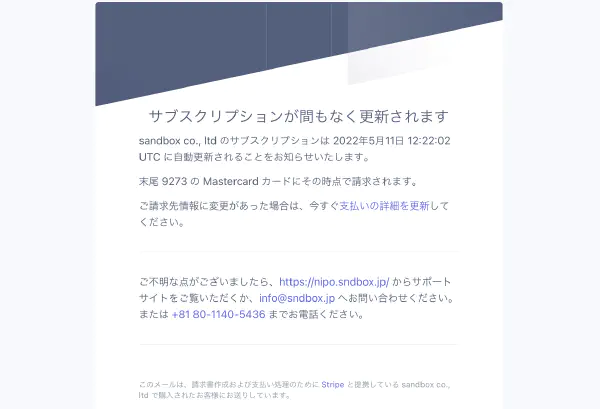 サブスクリプションが間もなく更新されます
sandbox co., ltd のサブスクリプションは 2022年5月11日 12:22:02
UTC に自動更新されることをお知らせいたします。
末尾 9273 の Mastercard カードにその時点で請求されます。
ご請求先情報に変更があった場合は、今すぐ支払いの詳細を更新して
ください。
ご不明な点がございましたら、https://nipo.sndbox.jp/ からサポート
サイトをご覧いただくか、info@sndbox.jp へお問い合わせください。
または +81 80-1140-5436 までお電話ください。
このメールは、請求書作成および支払い処理のために Stripe と提携している sandbox co.,
ltd で購入されたお客様にお送りしています。